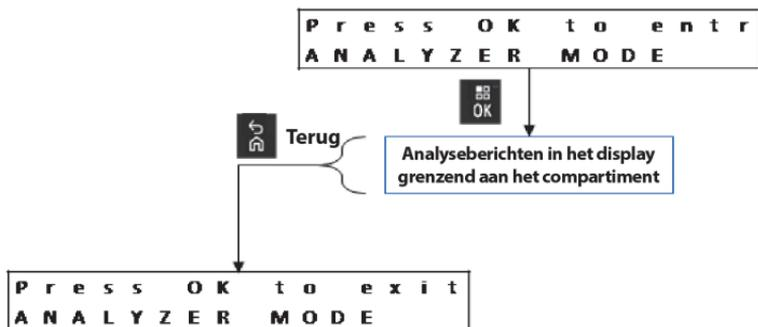 Press OK to entr
ANALYZER MODE
OK
Terug
Analyseberichten in het display
grenzend aan het compartiment
Press OK to exit
ANALYZER MODE